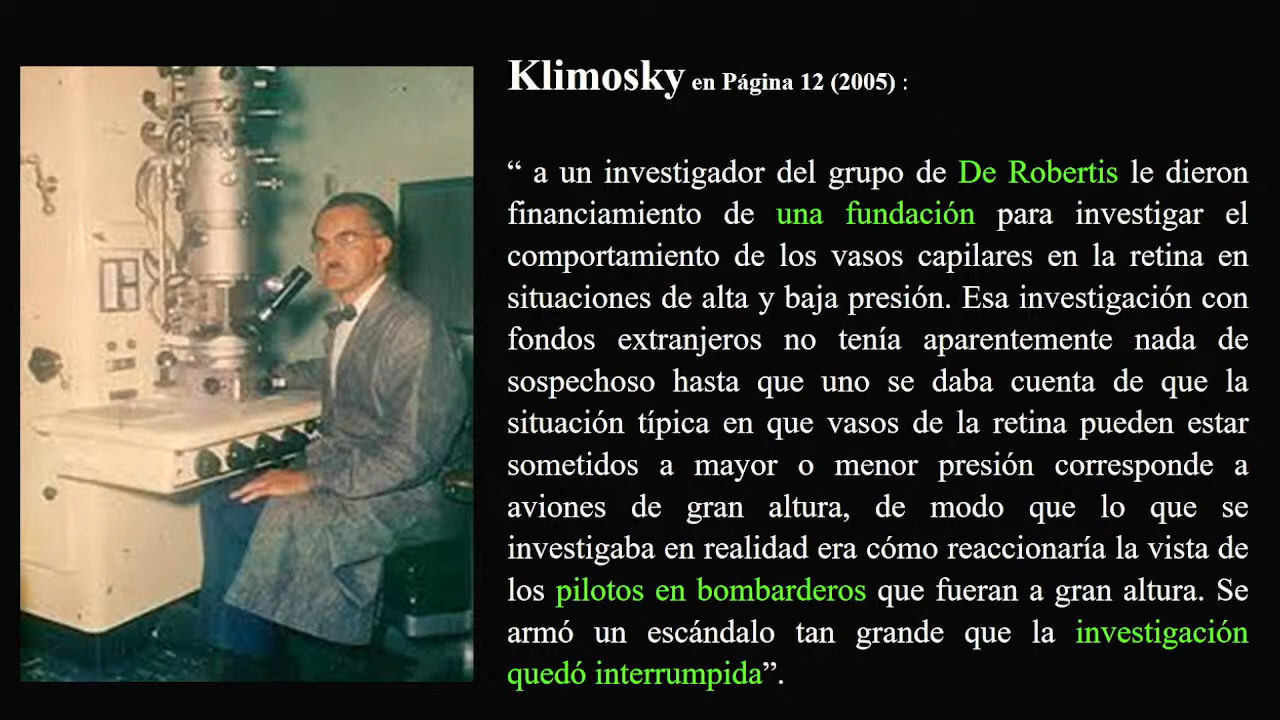 Klimosky en Página 12 (2005) :
“ a un investigador del grupo de De Robertis le dieron
financiamiento de una fundación para investigar el
comportamiento de los vasos capilares en la retina en
situaciones de alta y baja presión. Esa investigación con
fondos extranjeros no tenía aparentemente nada de
sospechoso hasta que uno se daba cuenta de que la
situación típica en que vasos de la retina pueden estar
sometidos a mayor o menor presión corresponde a
aviones de gran altura, de modo que lo que se
investigaba en realidad era cómo reaccionaría la vista de
los pilotos en bombarderos que fueran a gran altura. Se
armó un escándalo tan grande que la investigación
quedó interrumpida”.